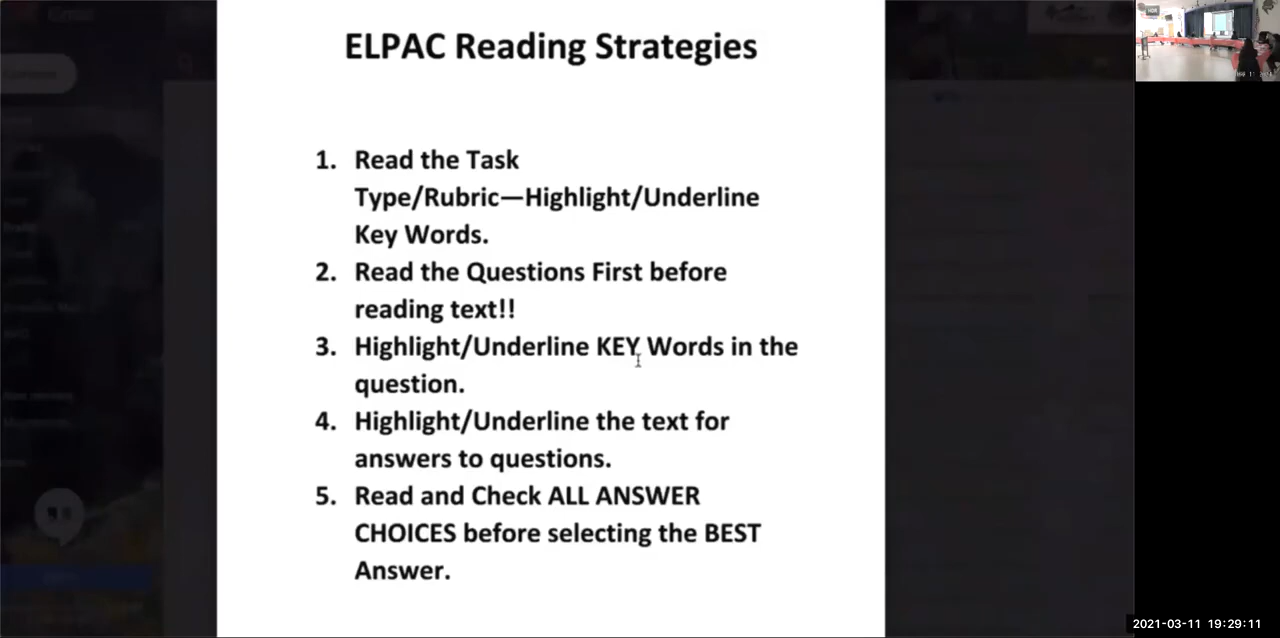 ELPAC Reading Strategies
1. Read the Task
Type/Rubric—Highlight/Underline
Key Words.
2. Read the Questions First before
reading text!!
3. Highlight/Underline KEY Words in the
question.
4. Highlight/Underline the text for
answers to questions.
5. Read and Check ALL ANSWER
CHOICES before selecting the BEST
Answer.
2021-03-11 19:29:11